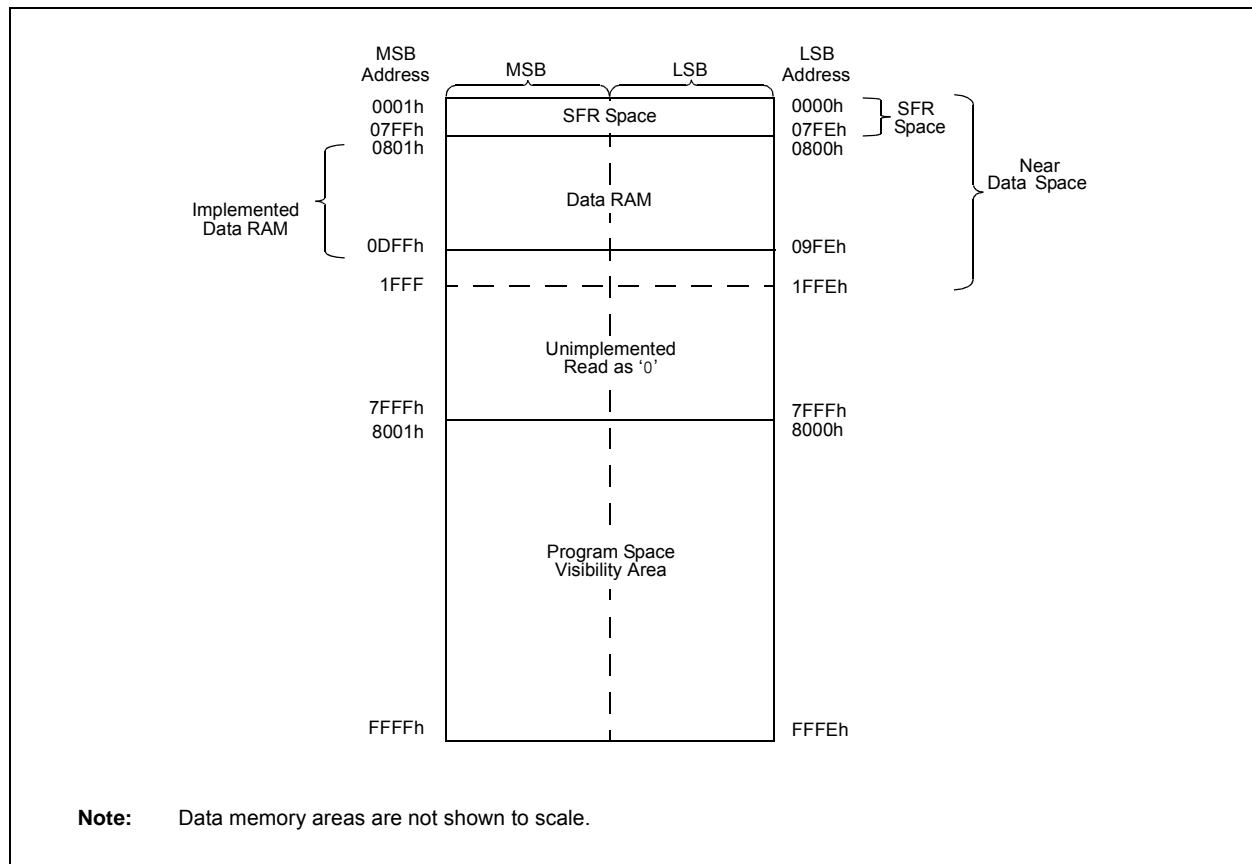 MSB
Address
MSB
LSB
LSB
Address
0001h
SFR Space
0000h
SFR
Space
07FFh
07FEh
0801h
0800h
Near
Data Space
Implemented
Data RAM
Data RAM
0DFFh
09FEh
1FFF
1FFEh
Unimplemented
Read as ‘0’
7FFFh
7FFFh
8001h
8000h
Program Space
Visibility Area
FFFFh
FFFEh
Note: Data memory areas are not shown to scale.